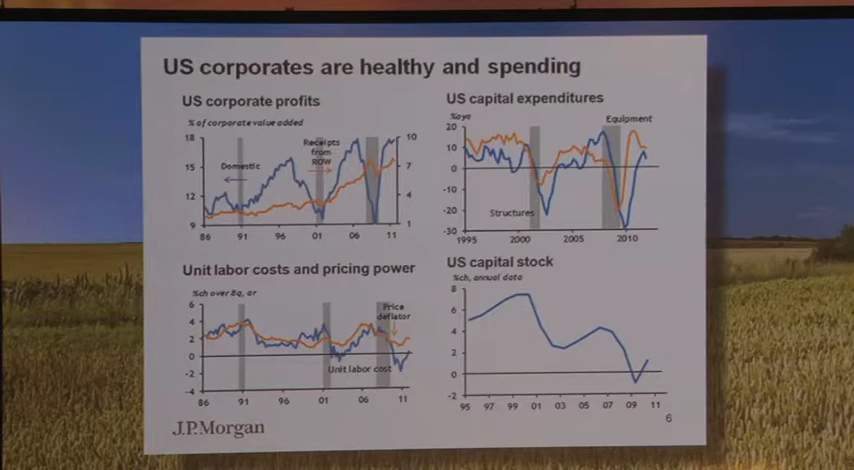 US corporates are healthy and spending
US corporate profits
% of corporate value added
18
15
12
9
10
7
4
1
Domestic
Receipts
from
ROW
86 91 96 01 06 11
US capital expenditures
%oya
20
10
0
-10
-20
-30
Equipment
Structures
1995 2000 2005 2010
Unit labor costs and pricing power
%ch over 8q, ar
6
4
2
0
-2
-4
Price
deflator
Unit labor cost
86 91 96 01 06 11
US capital stock
%ch, annual data
8
6
4
2
0
-2
95 97 99 01 03 05 07 09 11
J.P.Morgan
6